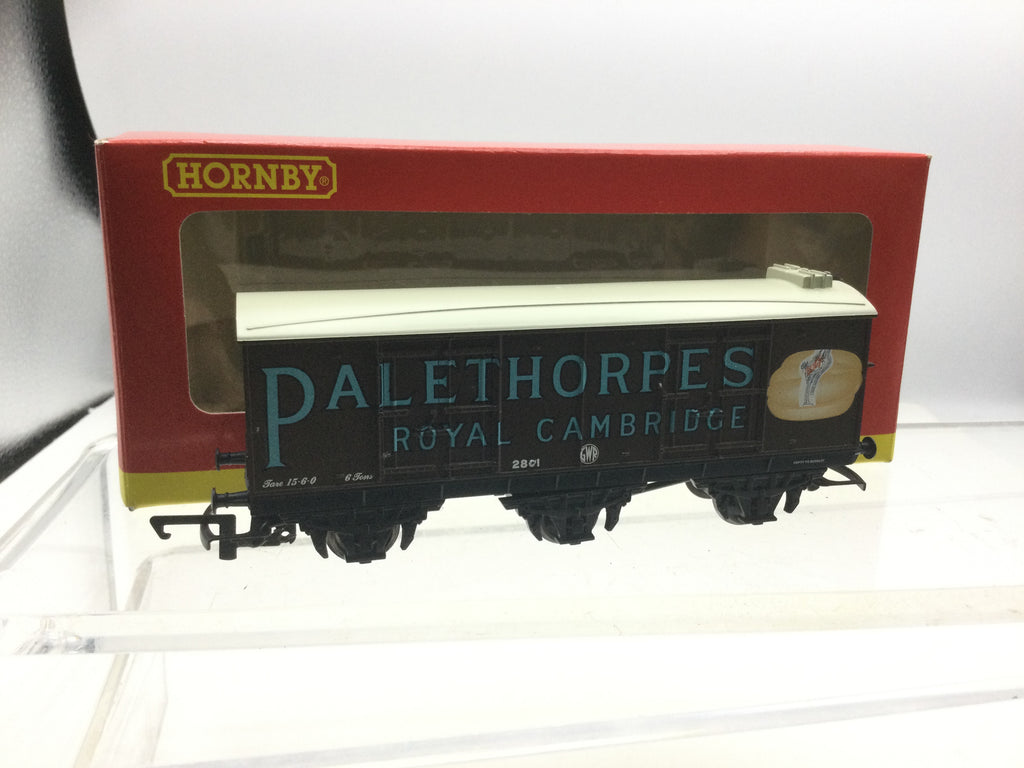 HORNBY®
PALETHORPES
ROYAL CAMBRIDGE
2801
GWR
Tare 15-6-0 6 Tons